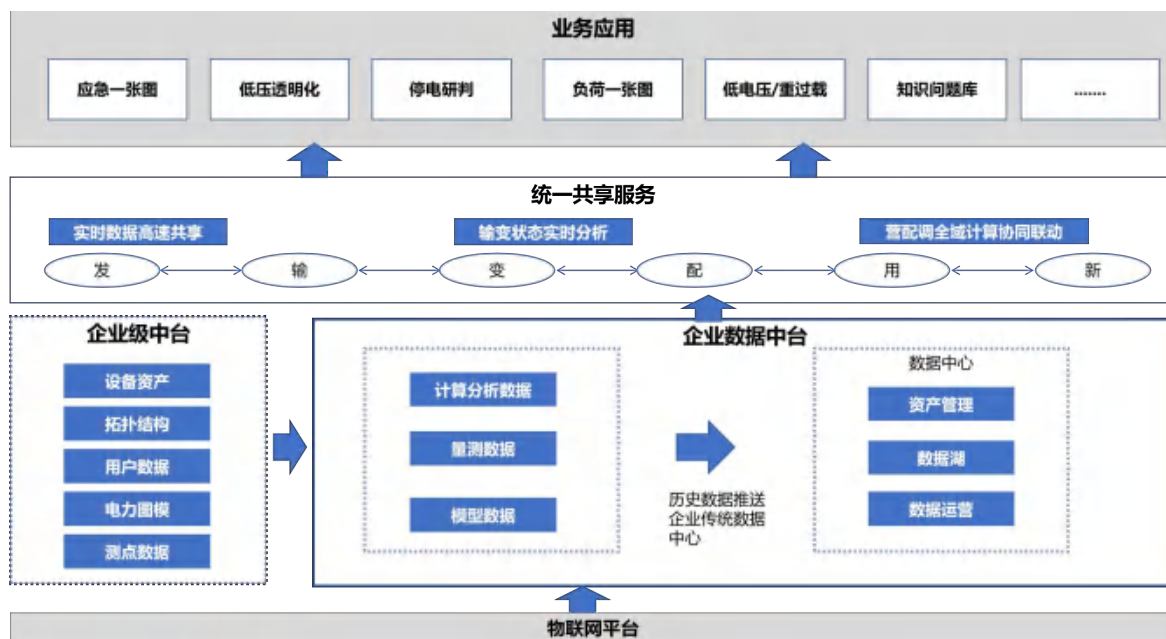 业务应用
应急一张图
低压透明化
停电研判
负荷一张图
低电压/重过载
知识问题库
.......
统一共享服务
实时数据高速共享
输变状态实时分析
营配调全域计算协同联动
发
输
变
配
用
新
企业级中台
设备资产
拓扑结构
用户数据
电力图模
测点数据
企业数据中台
计算分析数据
量测数据
模型数据
历史数据推送
企业传统数据
中心
数据中心
资产管理
数据湖
数据运营
物联网平台